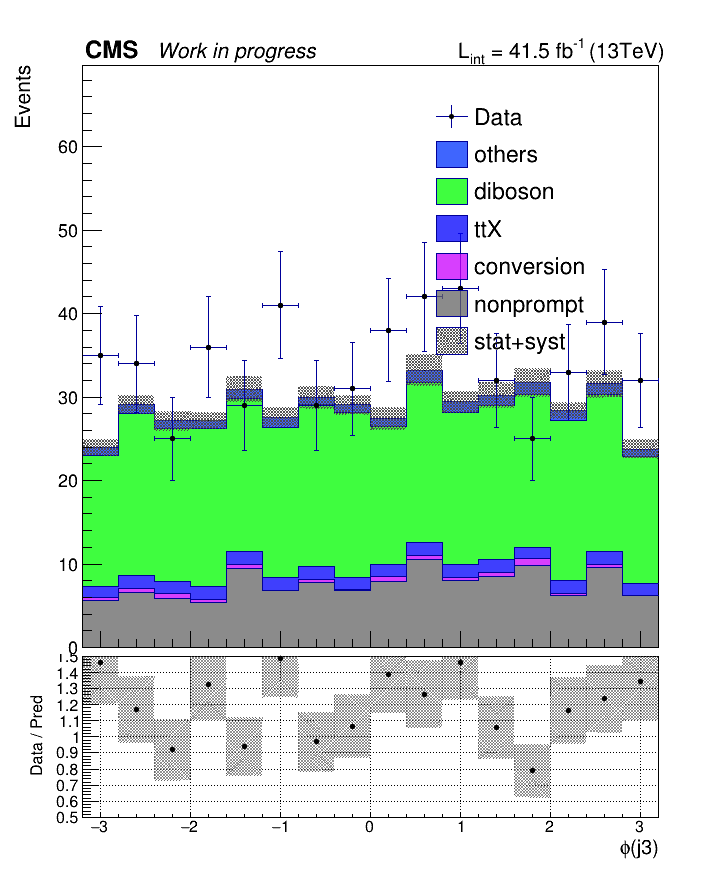 CMS Work in progress L_int = 41.5 fb^-1 (13TeV)
Events
Data
others
diboson
ttX
conversion
nonprompt
stat+syst
60
50
40
30
20
10
0
Data / Pred
1.5
1.4
1.3
1.2
1.1
1
0.9
0.8
0.7
0.6
0.5
−3 −2 −1 0 1 2 3
ϕ(j3)